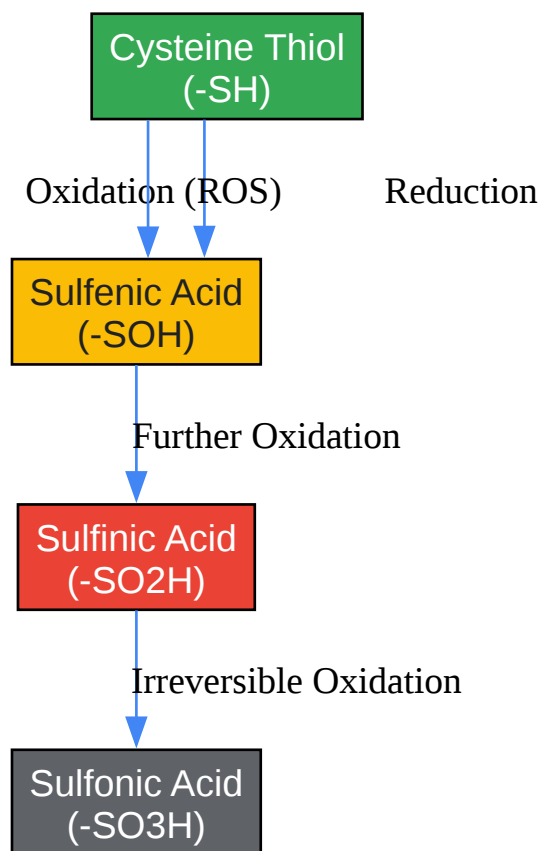 Cysteine Thiol
(-SH)
Oxidation (ROS)
Reduction
Sulfenic Acid
(-SOH)
Further Oxidation
Sulfinic Acid
(-SO2H)
Irreversible Oxidation
Sulfonic Acid
(-SO3H)